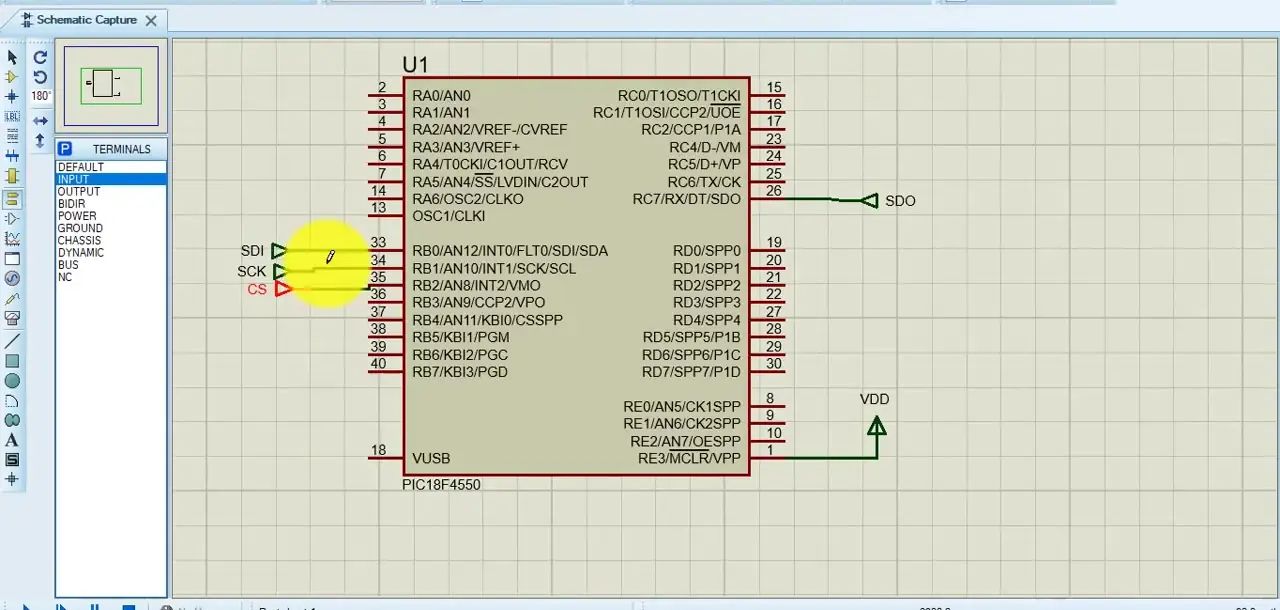 Schematic Capture
180°
LBL
P TERMINALS
DEFAULT
INPUT
OUTPUT
BIDIR
POWER
GROUND
CHASSIS
DYNAMIC
BUS
NC
A
S
U1
2 RA0/AN0
3 RA1/AN1
4 RA2/AN2/VREF-/CVREF
5 RA3/AN3/VREF+
6 RA4/T0CKI/C1OUT/RCV
7 RA5/AN4/SS/LVDIN/C2OUT
14 RA6/OSC2/CLKO
13 OSC1/CLKI
SDI 33 RB0/AN12/INT0/FLT0/SDI/SDA
SCK 34 RB1/AN10/INT1/SCK/SCL
CS 35 RB2/AN8/INT2/VMO
36 RB3/AN9/CCP2/VPO
37 RB4/AN11/KBI0/CSSPP
38 RB5/KBI1/PGM
39 RB6/KBI2/PGC
40 RB7/KBI3/PGD
18 VUSB
RC0/T1OSO/T1CKI 15
RC1/T1OSI/CCP2/UOE 16
RC2/CCP1/P1A 17
RC4/D-/VM 23
RC5/D+/VP 24
RC6/TX/CK 25
RC7/RX/DT/SDO 26 SDO
RD0/SPP0 19
RD1/SPP1 20
RD2/SPP2 21
RD3/SPP3 22
RD4/SPP4 27
RD5/SPP5/P1B 28
RD6/SPP6/P1C 29
RD7/SPP7/P1D 30
VDD
RE0/AN5/CK1SPP 8
RE1/AN6/CK2SPP 9
RE2/AN7/OESPP 10
RE3/MCLR/VPP 1
PIC18F4550